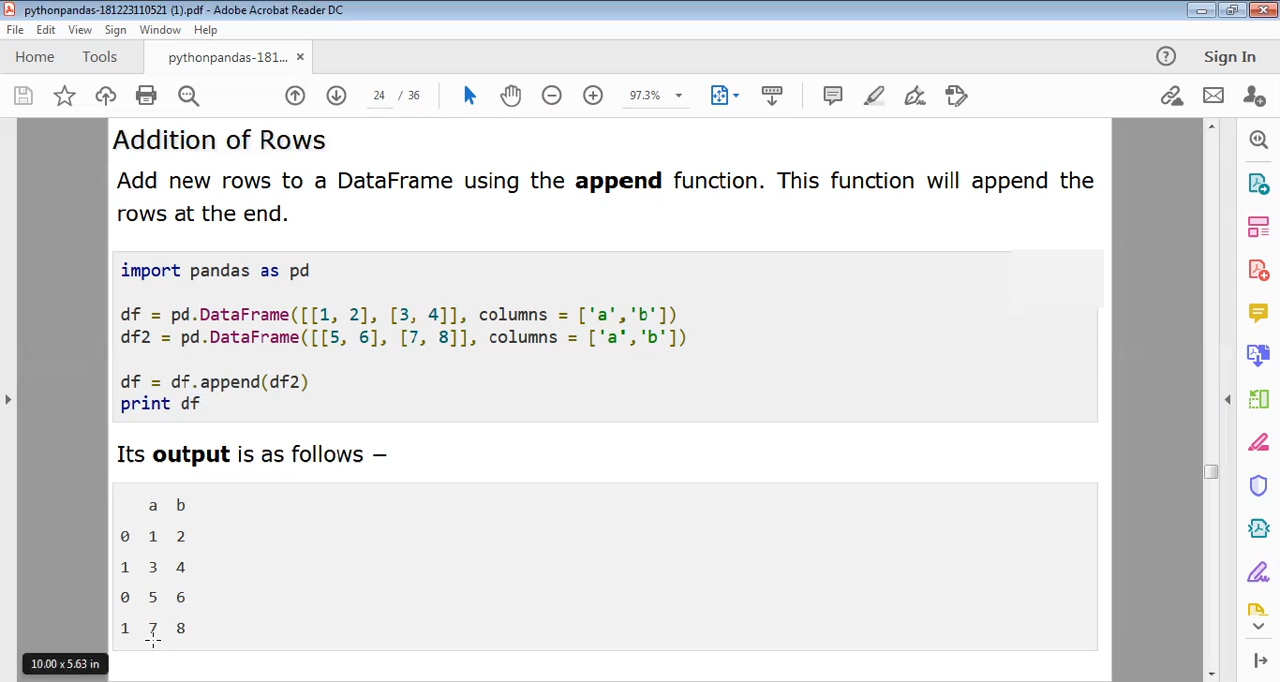 pythonpandas-181223110521 (1).pdf - Adobe Acrobat Reader DC
File Edit View Sign Window Help
Home Tools pythonpandas-181... × ? Sign In
24 / 36 97.3%
Addition of Rows
Add new rows to a DataFrame using the append function. This function will append the
rows at the end.
import pandas as pd
df = pd.DataFrame([[1, 2], [3, 4]], columns = ['a','b'])
df2 = pd.DataFrame([[5, 6], [7, 8]], columns = ['a','b'])
df = df.append(df2)
print df
Its output is as follows −
a b
0 1 2
1 3 4
0 5 6
1 7 8
10.00 x 5.63 in